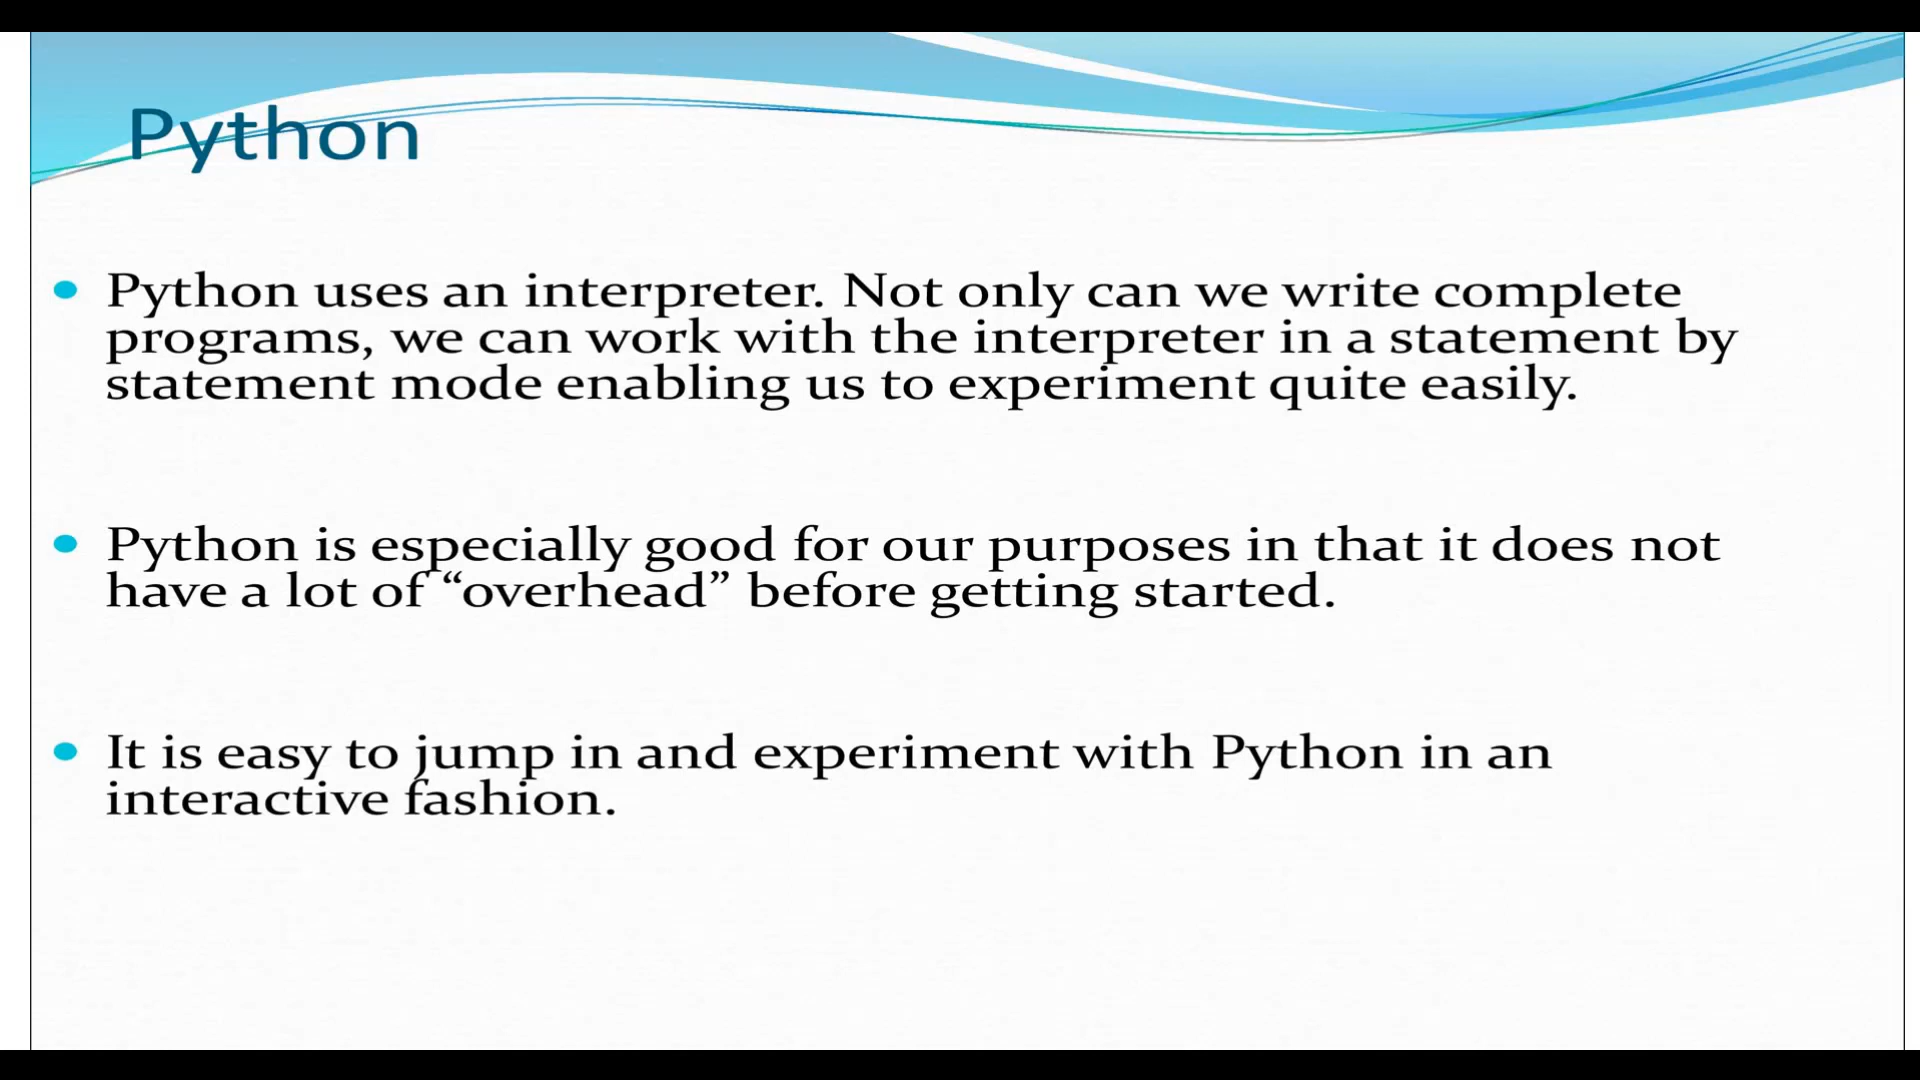 Python
Python uses an interpreter. Not only can we write complete
programs, we can work with the interpreter in a statement by
statement mode enabling us to experiment quite easily.
Python is especially good for our purposes in that it does not
have a lot of “overhead” before getting started.
It is easy to jump in and experiment with Python in an
interactive fashion.